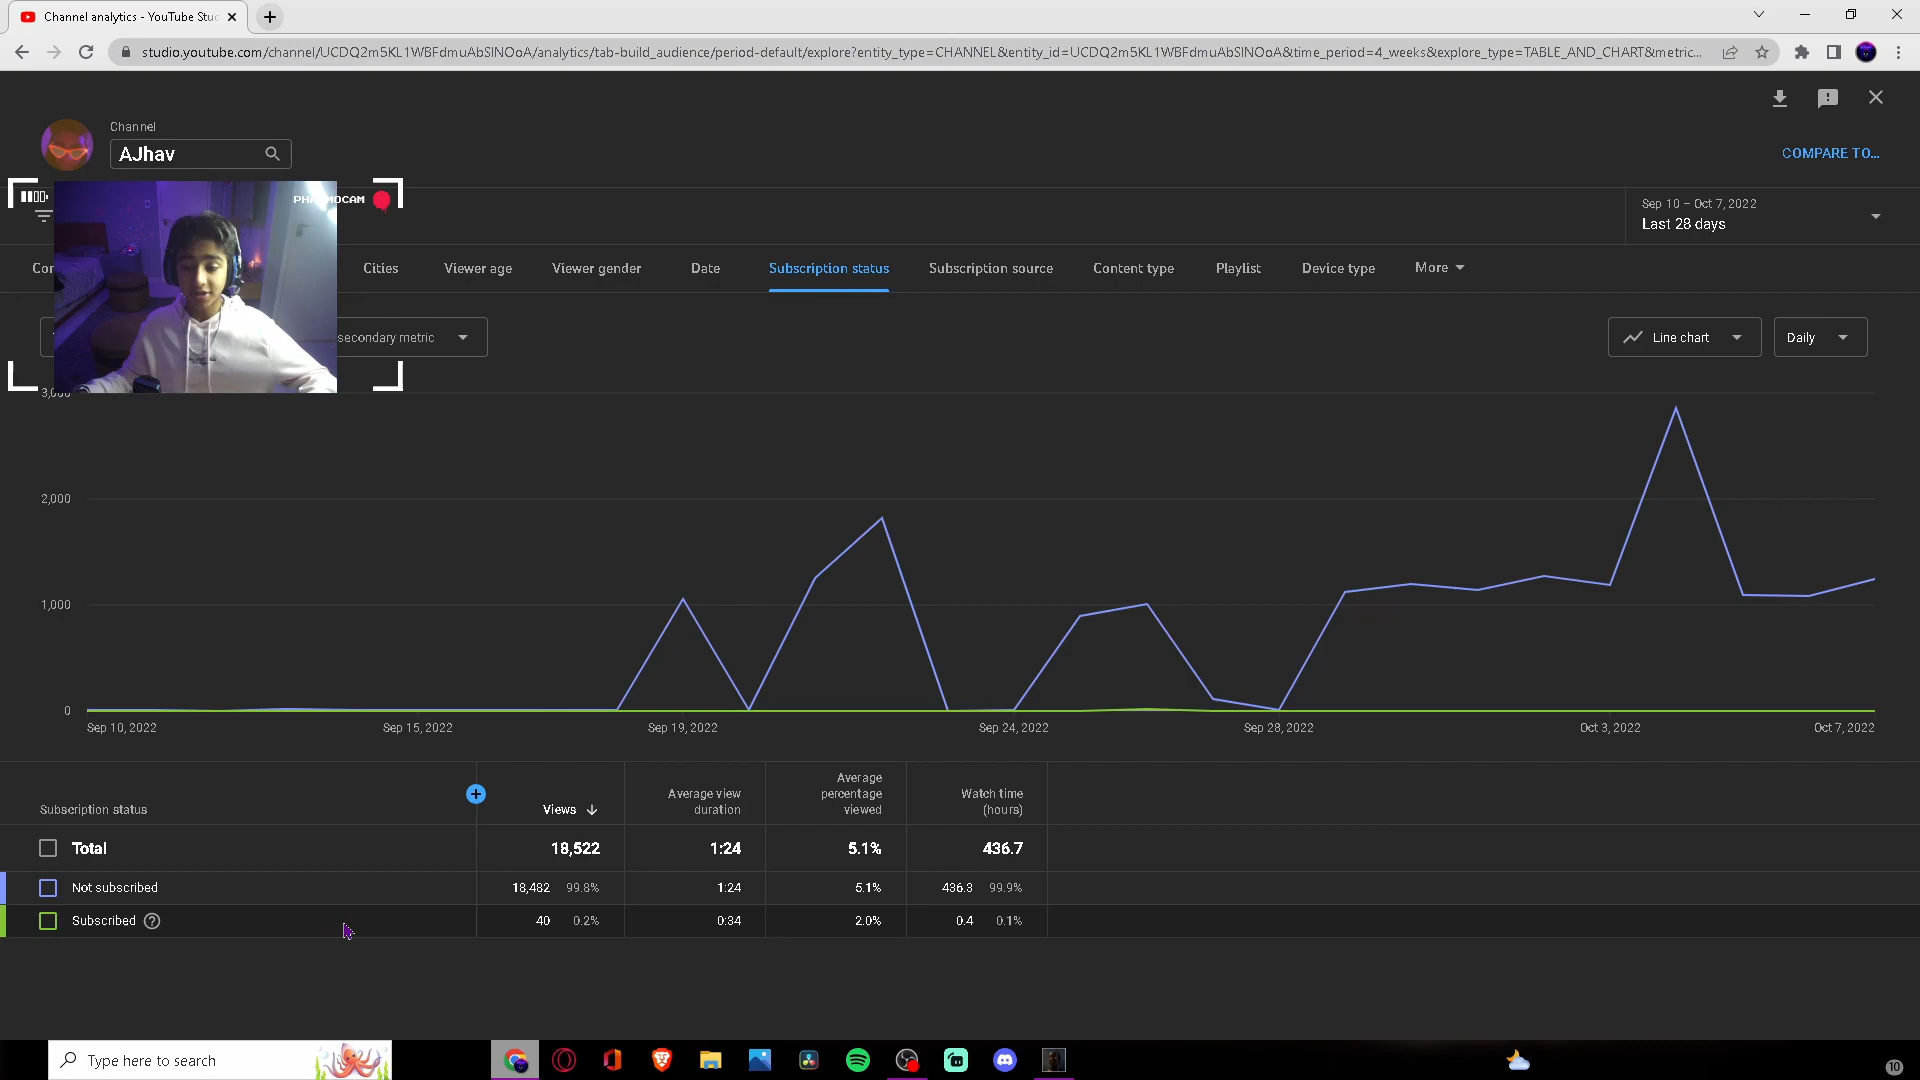 Channel analytics - YouTube Stu
studio.youtube.com/channel/UCDQ2m5KL1WBFdmuAbSlNOoA/analytics/tab-build_audience/period-default/explore?entity_type=CHANNEL&entity_id=UCDQ2m5KL1WBFdmuAbSlNOoA&time_period=4_weeks&explore_type=TABLE_AND_CHART&metric...
Channel
AJhav
COMPARE TO...
Sep 10 – Oct 7, 2022
Last 28 days
Cities
Viewer age
Viewer gender
Date
Subscription status
Subscription source
Content type
Playlist
Device type
More
secondary metric
Line chart
Daily
3,000
2,000
1,000
0
Sep 10, 2022
Sep 15, 2022
Sep 19, 2022
Sep 24, 2022
Sep 28, 2022
Oct 3, 2022
Oct 7, 2022
Subscription status
Views
Average view
duration
Average
percentage
viewed
Watch time
(hours)
Total 18,522 1:24 5.1% 436.7
Not subscribed 18,482 99.8% 1:24 5.1% 436.3 99.9%
Subscribed 40 0.2% 0:34 2.0% 0.4 0.1%
Type here to search
10